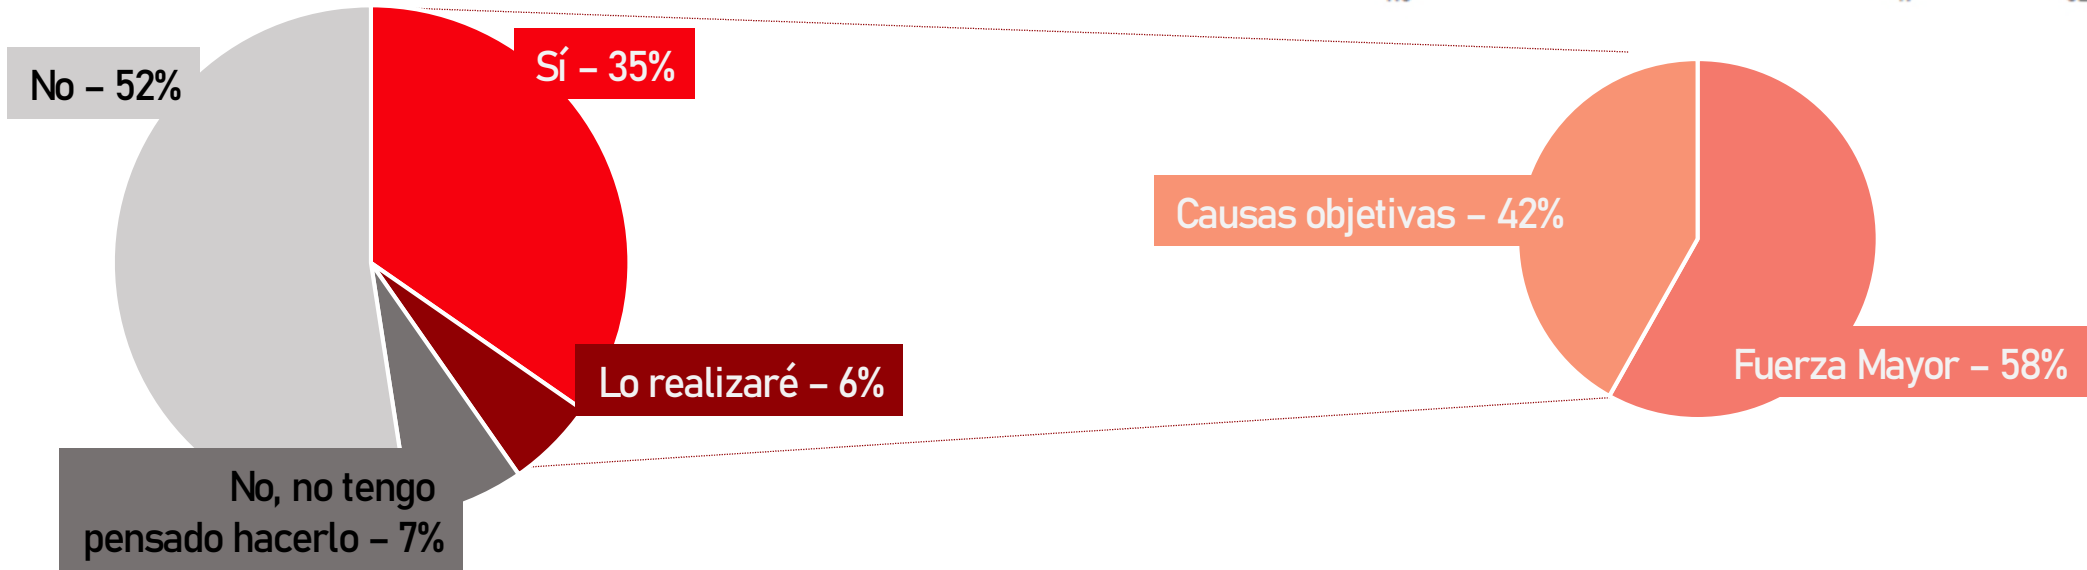 No – 52%
Sí – 35%
Causas objetivas – 42%
Fuerza Mayor – 58%
Lo realizaré – 6%
No, no tengo
pensado hacerlo – 7%